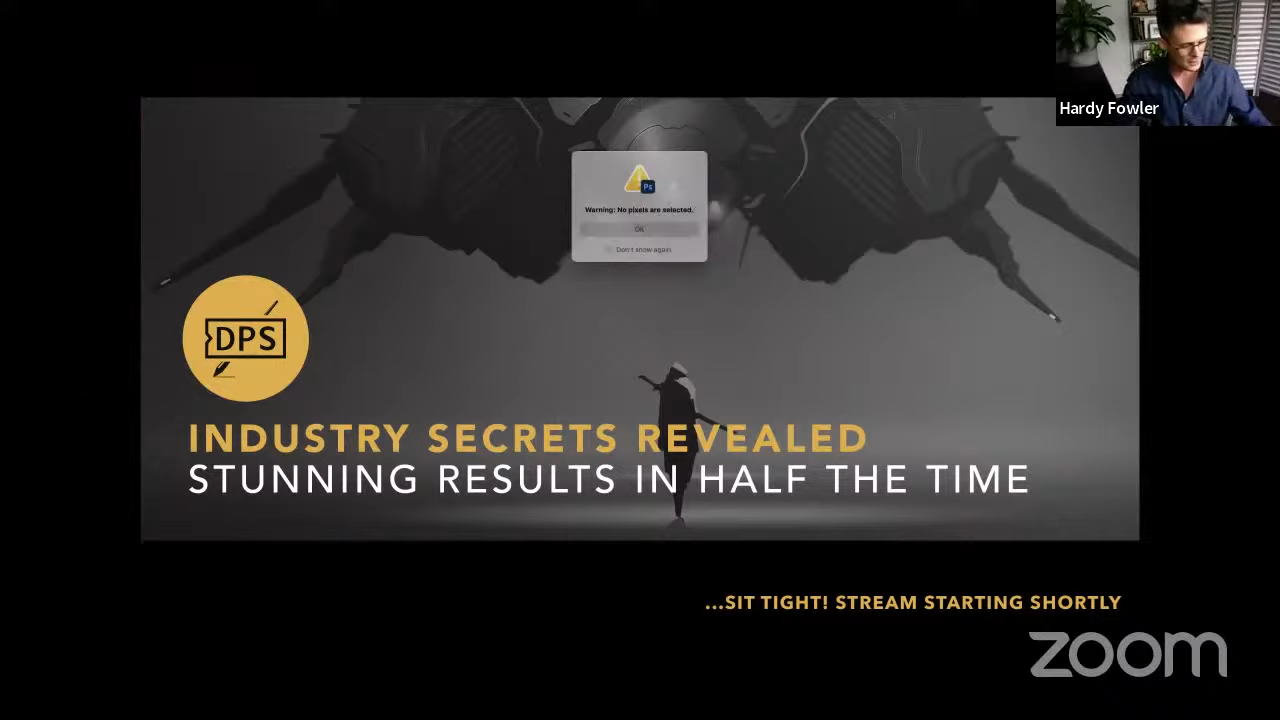 Hardy Fowler
Ps
Warning: No pixels are selected.
OK
Don't show again
DPS
INDUSTRY SECRETS REVEALED
STUNNING RESULTS IN HALF THE TIME
...SIT TIGHT! STREAM STARTING SHORTLY
zoom